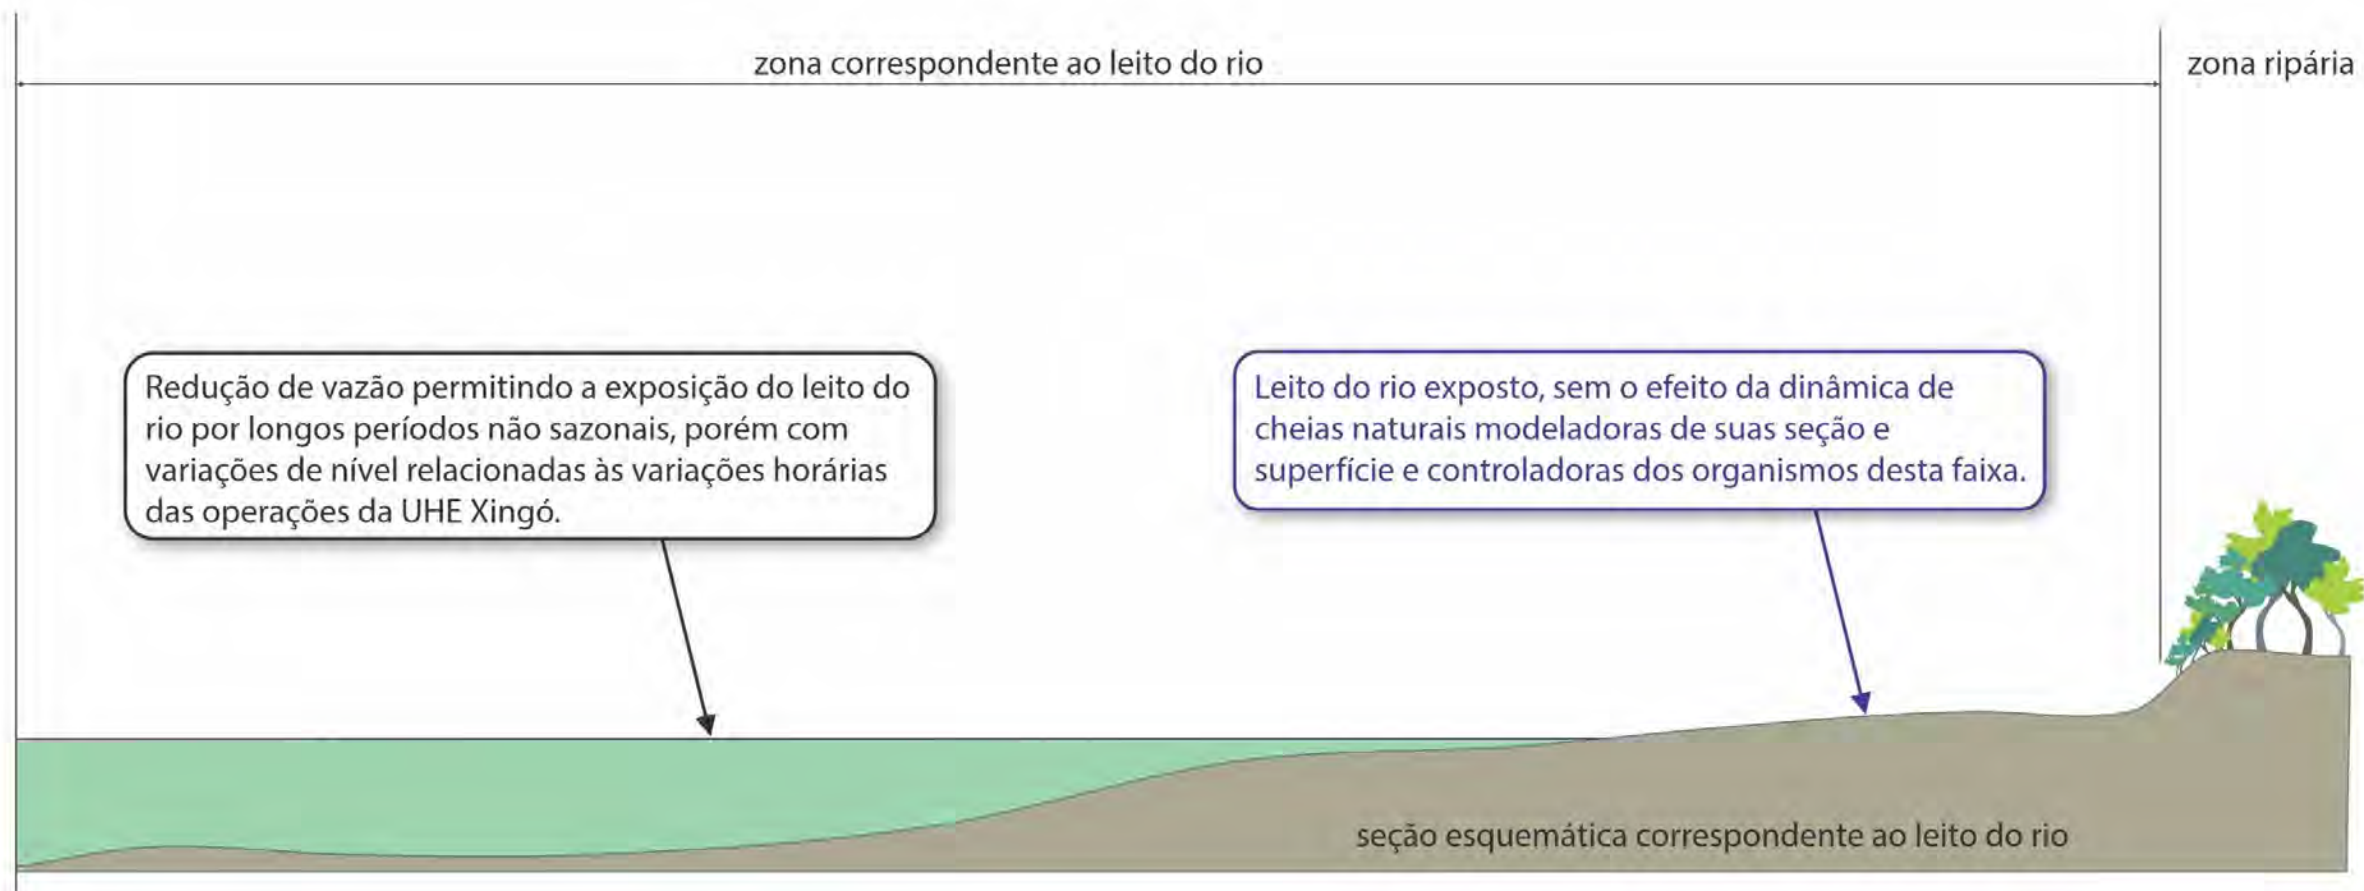 zona correspondente ao leito do rio
zona ripária
Redução de vazão permitindo a exposição do leito do
rio por longos períodos não sazonais, porém com
variações de nível relacionadas às variações horárias
das operações da UHE Xingó.
Leito do rio exposto, sem o efeito da dinâmica de
cheias naturais modeladoras de suas seção e
superfície e controladoras dos organismos desta faixa.
seção esquemática correspondente ao leito do rio